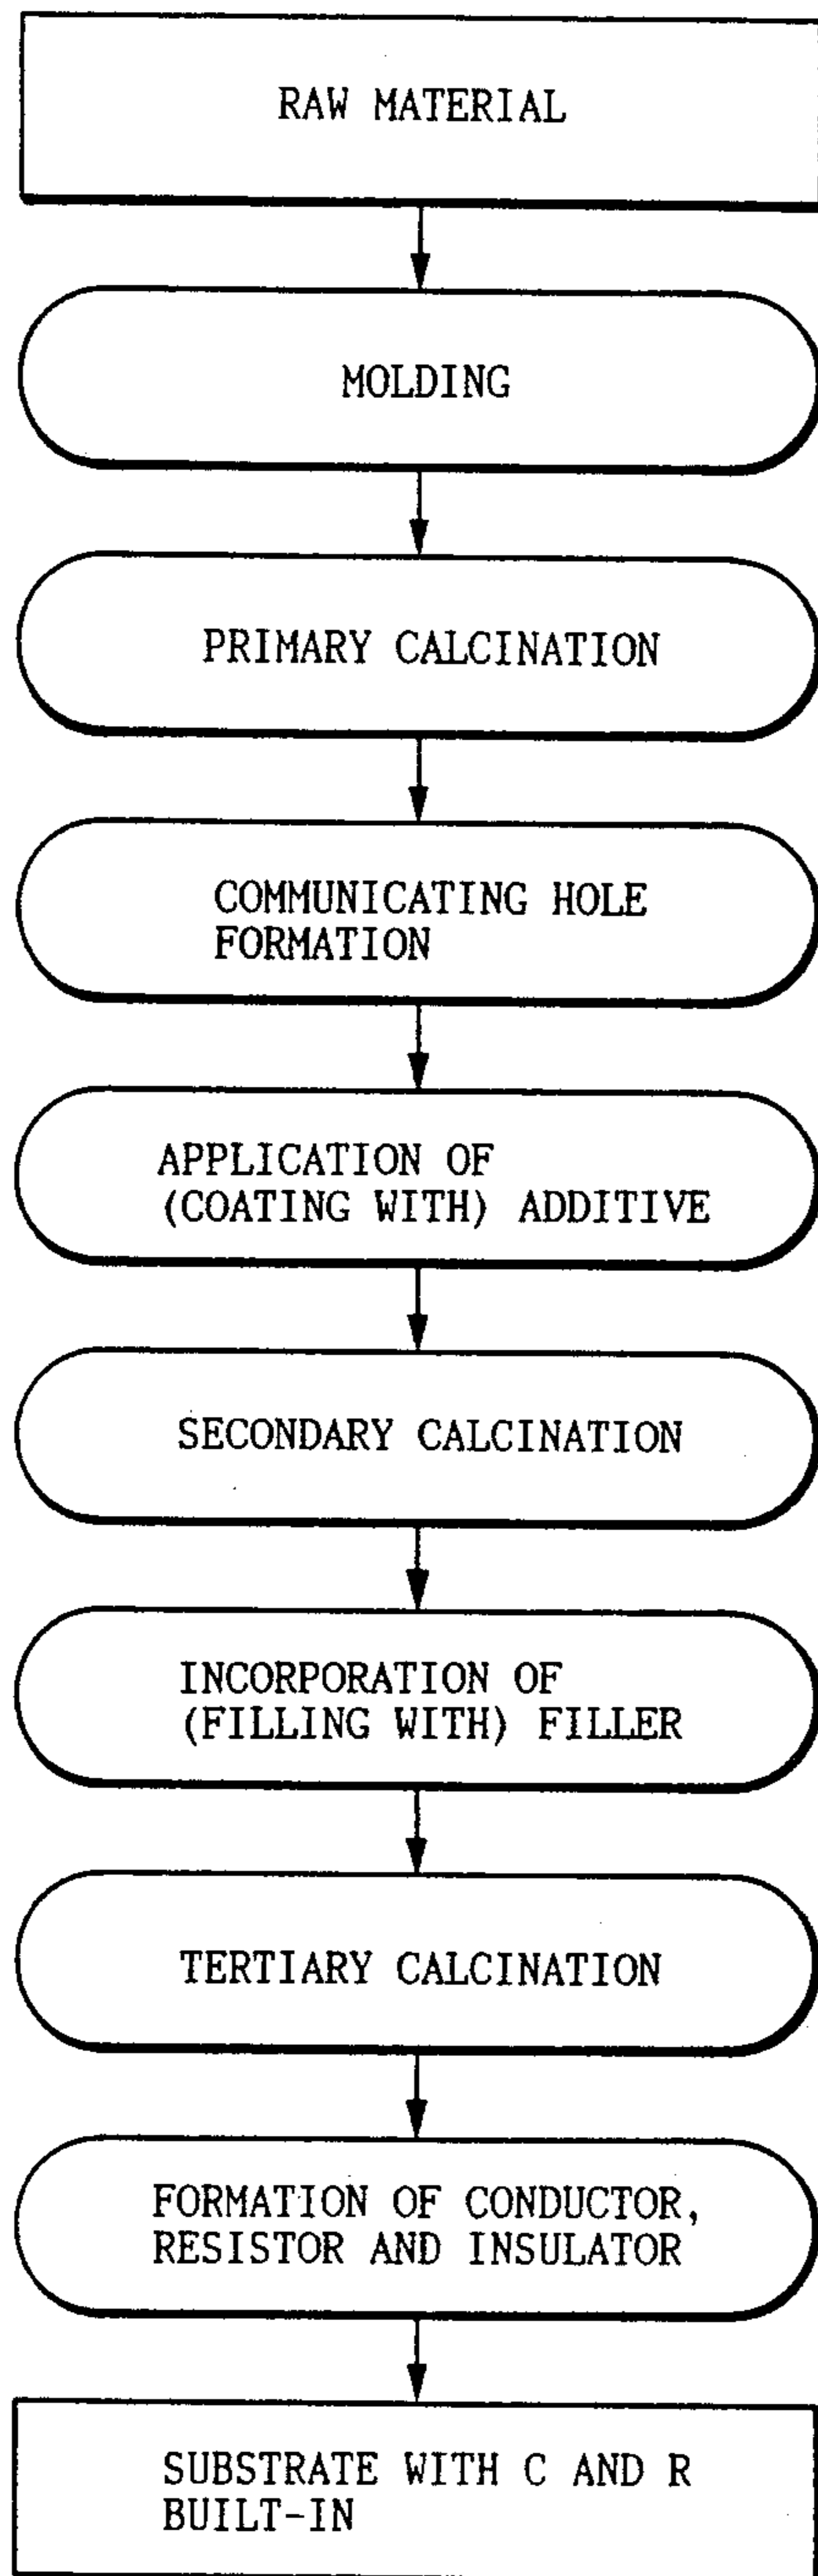 RAW MATERIAL
MOLDING
PRIMARY CALCINATION
COMMUNICATING HOLE
FORMATION
APPLICATION OF
(COATING WITH) ADDITIVE
SECONDARY CALCINATION
INCORPORATION OF
(FILLING WITH) FILLER
TERTIARY CALCINATION
FORMATION OF CONDUCTOR,
RESISTOR AND INSULATOR
SUBSTRATE WITH C AND R
BUILT-IN